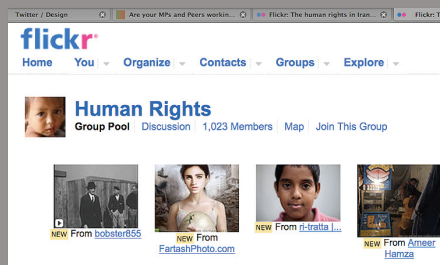 Twitter / Design
Are your MPs and Peers workin...
Flickr: The human rights in Iran...
Flickr: T
flickr
Home You Organize Contacts Groups Explore
Human Rights
Group Pool Discussion 1,023 Members Map Join This Group
NEW From bobster855
NEW From
FartashPhoto.com
NEW From ri-tratta |...
NEW From Ameer
Hamza